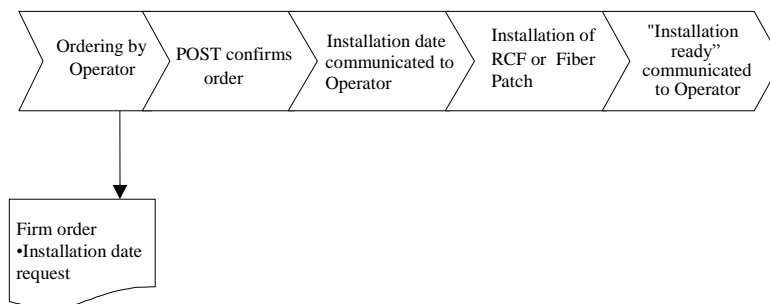 Ordering by
Operator
POST confirms
order
Installation date
communicated to
Operator
Installation of
RCF or Fiber
Patch
"Installation
ready”
communicated
to Operator
Firm order
•Installation date
request